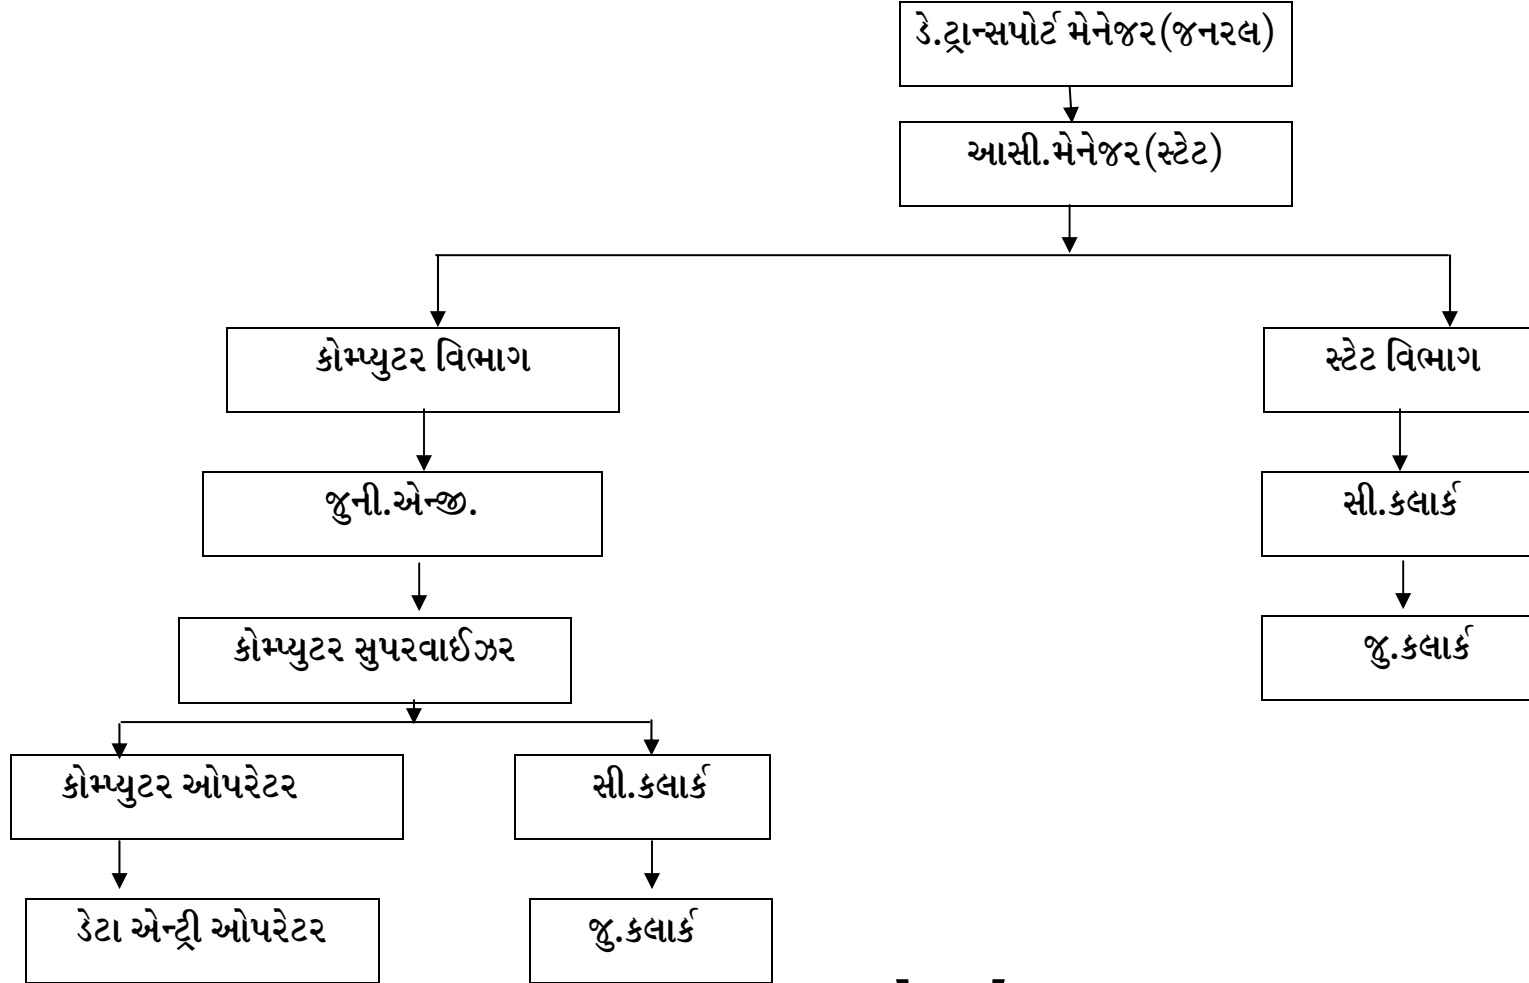 ડે.ટ્રાન્સપોર્ટ મેનેજર(જનરલ)
આસી.મેનેજર(સ્ટેટ)
કોમ્પ્યુટર વિભાગ
સ્ટેટ વિભાગ
જુની.એન્જી.
સી.કલાર્ક
કોમ્પ્યુટર સુપરવાઈઝર
જુ.કલાર્ક
કોમ્પ્યુટર ઓપરેટર
સી.કલાર્ક
ડેટા એન્ટ્રી ઓપરેટર
જુ.કલાર્ક